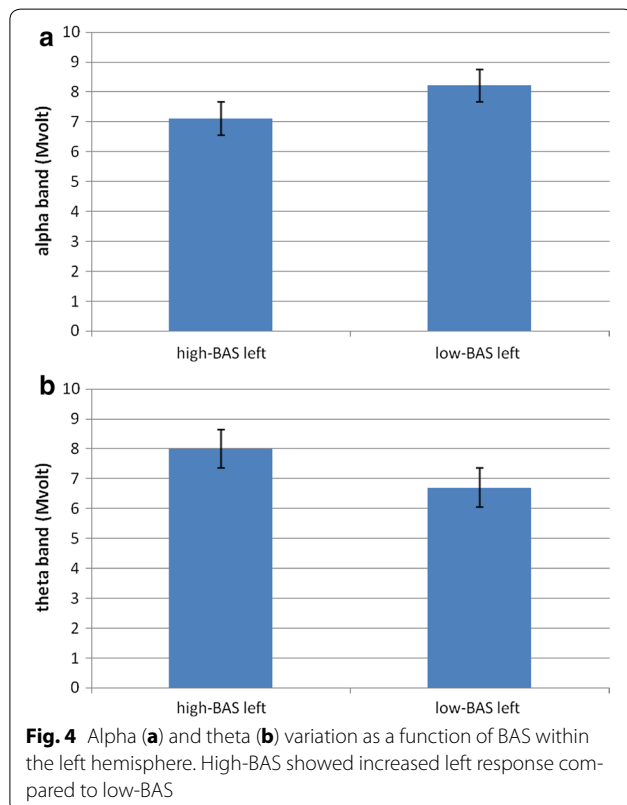 a
10
9
8
7
6
5
4
3
2
1
0
alpha band (Mvolt)
high-BAS left low-BAS left
b
10
9
8
7
6
5
4
3
2
1
0
theta band (Mvolt)
high-BAS left low-BAS left
Fig. 4 Alpha (a) and theta (b) variation as a function of BAS within
the left hemisphere. High-BAS showed increased left response com-
pared to low-BAS